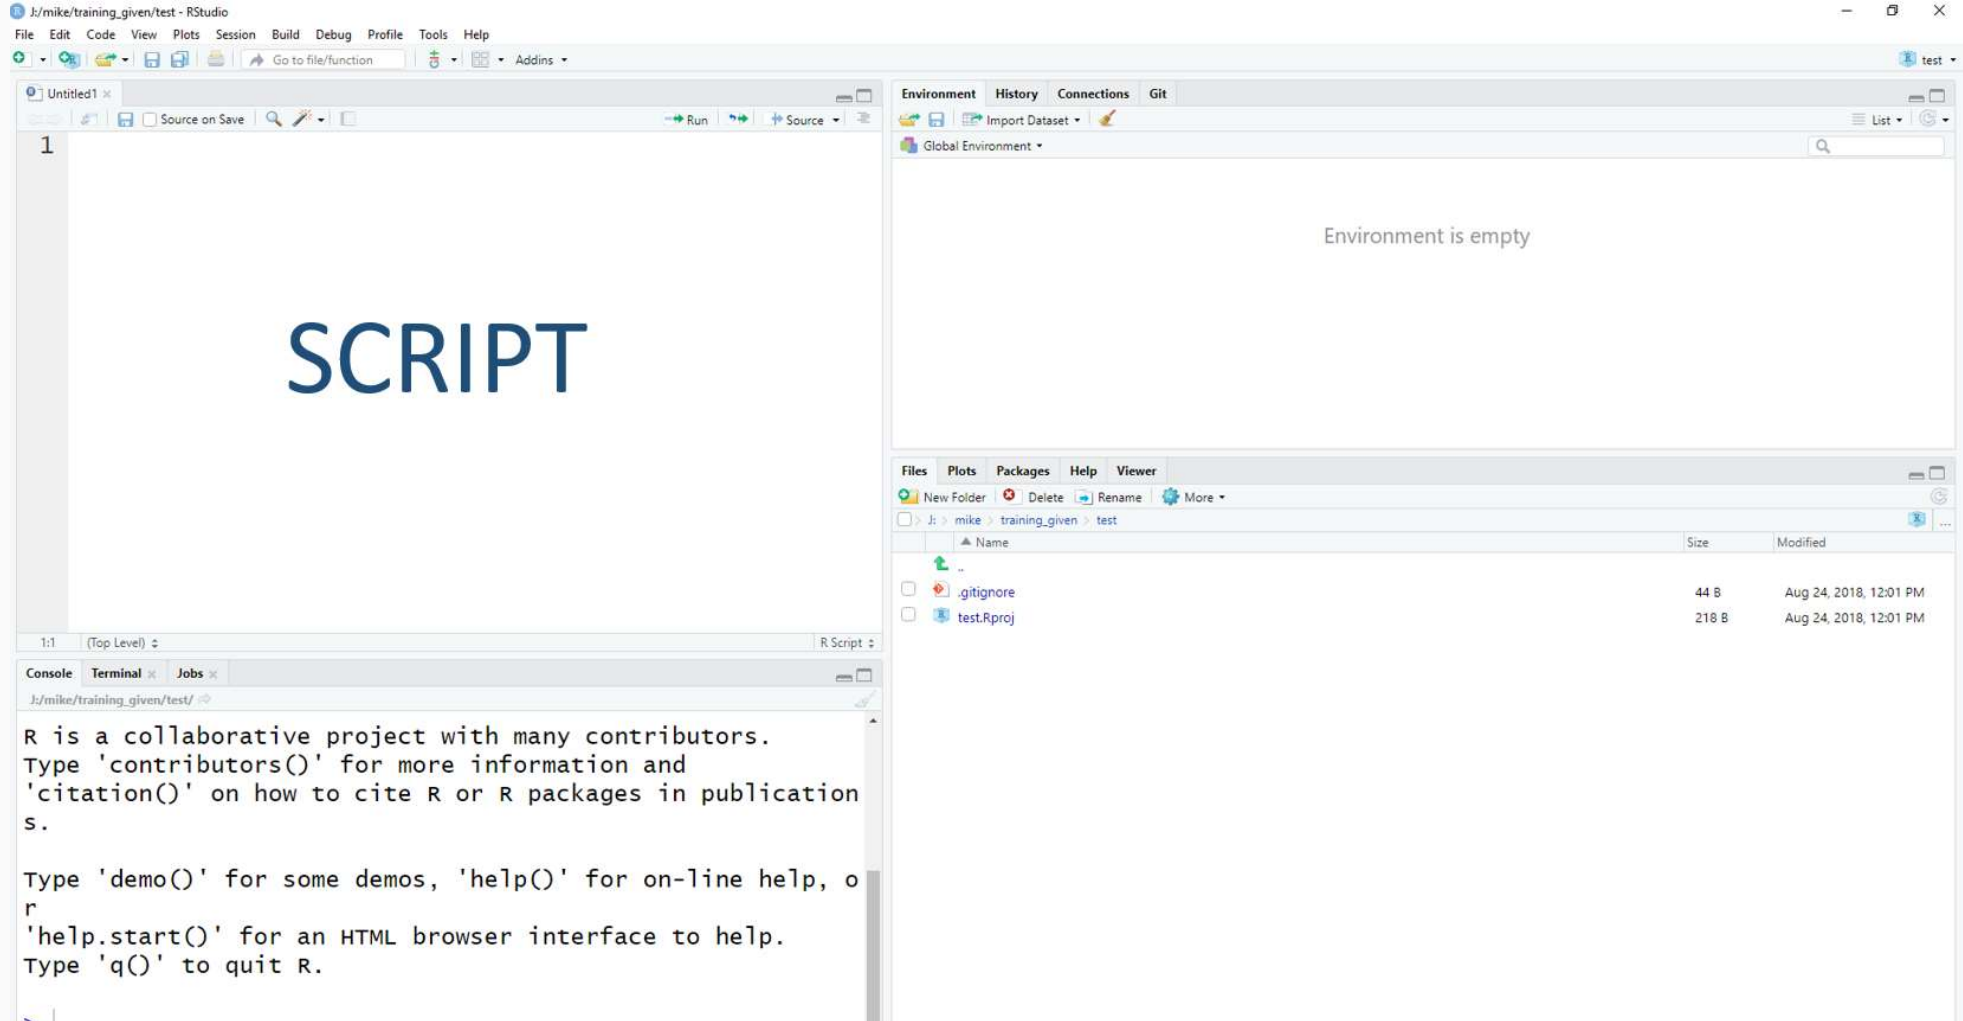 J:/mike/training_given/test - RStudio
File Edit Code View Plots Session Build Debug Profile Tools Help
Go to file/function Addins test
Untitled1
Source on Save Run Source
1
SCRIPT
1:1 (Top Level) R Script
Console Terminal Jobs
J:/mike/training_given/test/
R is a collaborative project with many contributors.
Type 'contributors()' for more information and
'citation()' on how to cite R or R packages in publication
s.
Type 'demo()' for some demos, 'help()' for on-line help, o
r
'help.start()' for an HTML browser interface to help.
Type 'q()' to quit R.
>
Environment History Connections Git
Import Dataset List
Global Environment
Environment is empty
Files Plots Packages Help Viewer
New Folder Delete Rename More
J: > mike > training_given > test ...
Name Size Modified
..
.gitignore 44 B Aug 24, 2018, 12:01 PM
test.Rproj 218 B Aug 24, 2018, 12:01 PM